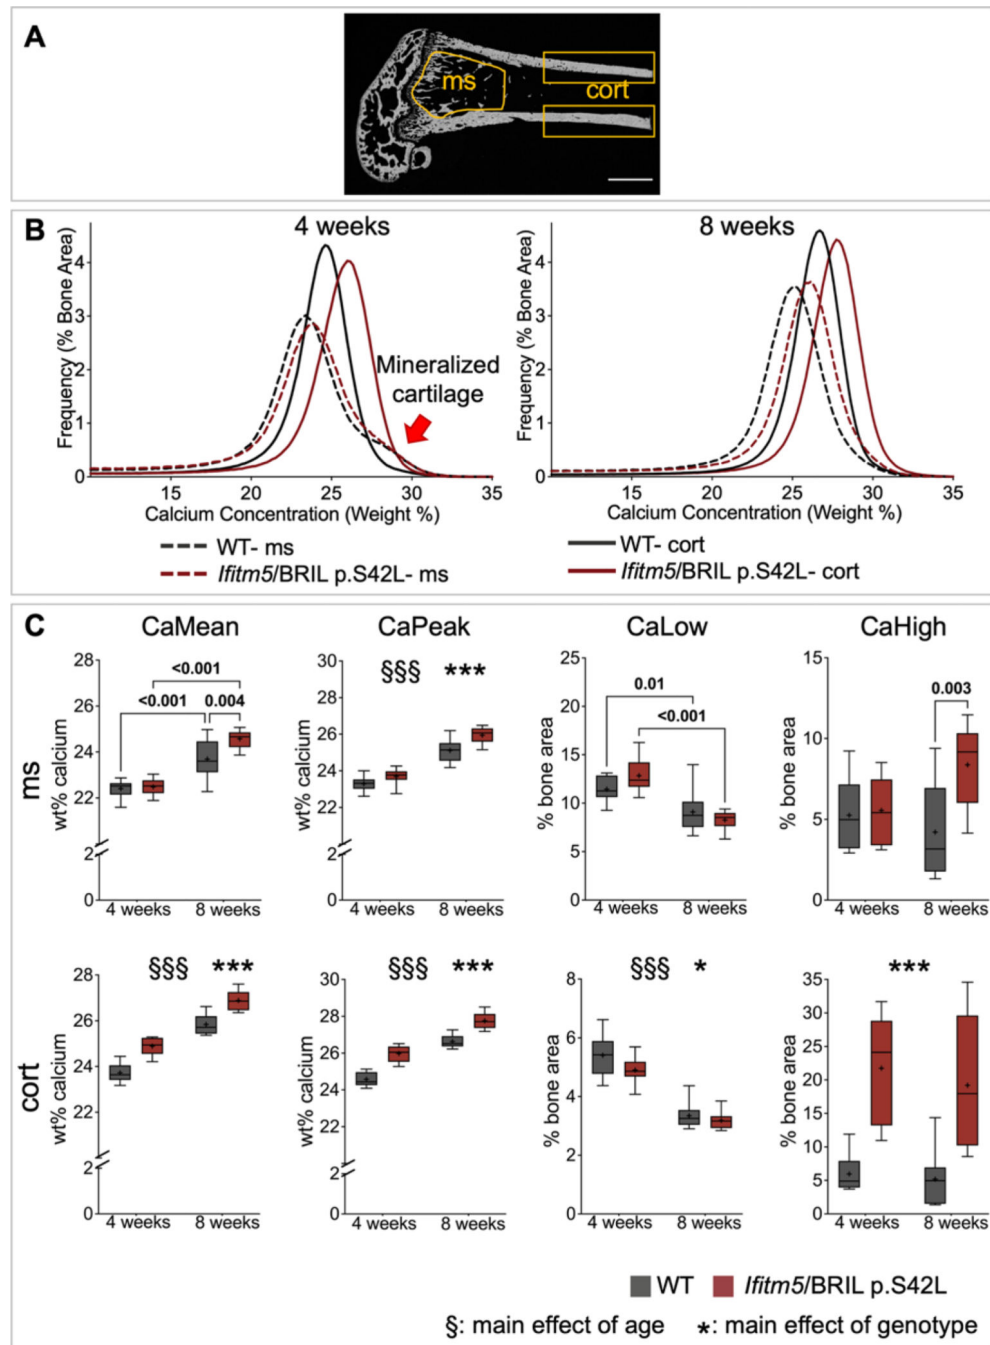 A
ms
cort
B
4 weeks
8 weeks
Frequency (% Bone Area)
4
3
2
1
0
15
20
25
30
35
Calcium Concentration (Weight %)
Mineralized
cartilage
Frequency (% Bone Area)
4
3
2
1
0
15
20
25
30
35
Calcium Concentration (Weight %)
WT- ms
Ifitm5/BRIL p.S42L- ms
WT- cort
Ifitm5/BRIL p.S42L- cort
C
CaMean
CaPeak
CaLow
CaHigh
ms
wt% calcium
28
26
24
22
2
0
<0.001
<0.001
0.004
4 weeks
8 weeks
wt% calcium
30
28
26
24
22
2
0
§§§ ***
4 weeks
8 weeks
% bone area
25
20
15
10
5
0
0.01
<0.001
4 weeks
8 weeks
% bone area
15
10
5
0
0.003
4 weeks
8 weeks
cort
wt% calcium
28
26
24
22
2
0
§§§ ***
4 weeks
8 weeks
wt% calcium
30
28
26
24
22
2
0
§§§ ***
4 weeks
8 weeks
% bone area
8
6
4
2
0
§§§ *
4 weeks
8 weeks
% bone area
35
30
25
20
15
10
5
0
***
4 weeks
8 weeks
WT
Ifitm5/BRIL p.S42L
§: main effect of age *: main effect of genotype